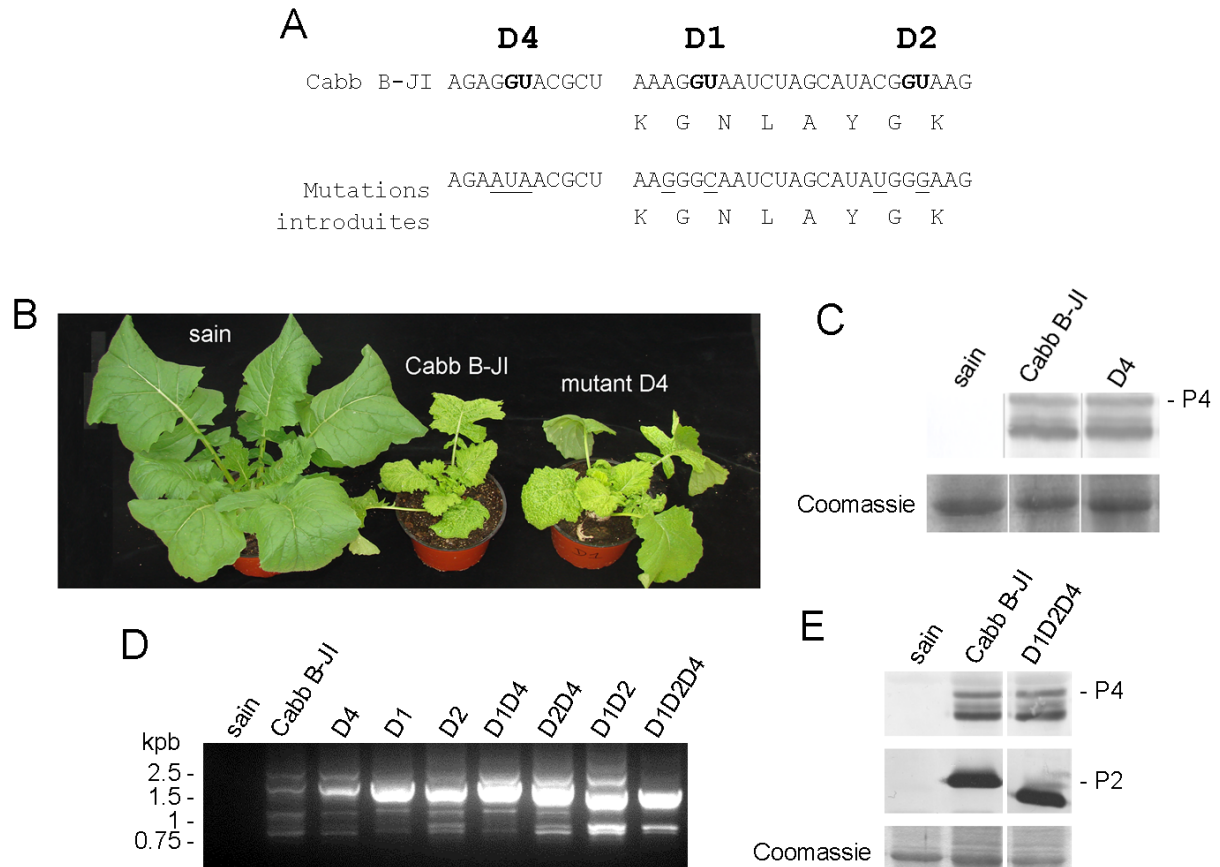 A
D4 D1 D2
Cabb B-JI AGAGGUACGCU AAAGGUAAUCUAGCAUACGGUAAG
K G N L A Y G K
Mutations introduites AGAAUAACGCU AAGGGCAAUCUAGCAUAUGGGAAG
K G N L A Y G K
B
sain
Cabb B-JI
mutant D4
C
sain
Cabb B-JI
D4
- P4
Coomassie
D
sain
Cabb B-JI
D4
D1
D2
D1D4
D2D4
D1D2
D1D2D4
kpb
2.5 -
1.5 -
1 -
0.75 -
E
sain
Cabb B-JI
D1D2D4
- P4
- P2
Coomassie